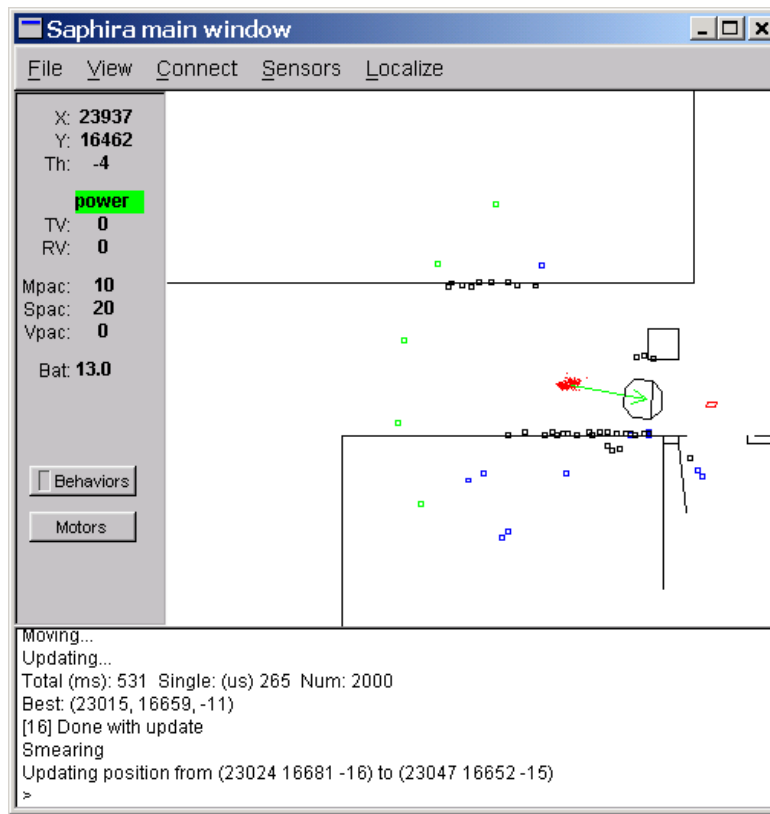 Saphira main window
File View Connect Sensors Localize
X: 23937
Y: 16462
Th: -4
power
TV: 0
RV: 0
Mpac: 10
Spac: 20
Vpac: 0
Bat: 13.0
Behaviors
Motors
Moving...
Updating...
Total (ms): 531 Single: (us) 265 Num: 2000
Best: (23015, 16659, -11)
[16] Done with update
Smearing
Updating position from (23024 16681 -16) to (23047 16652 -15)
>